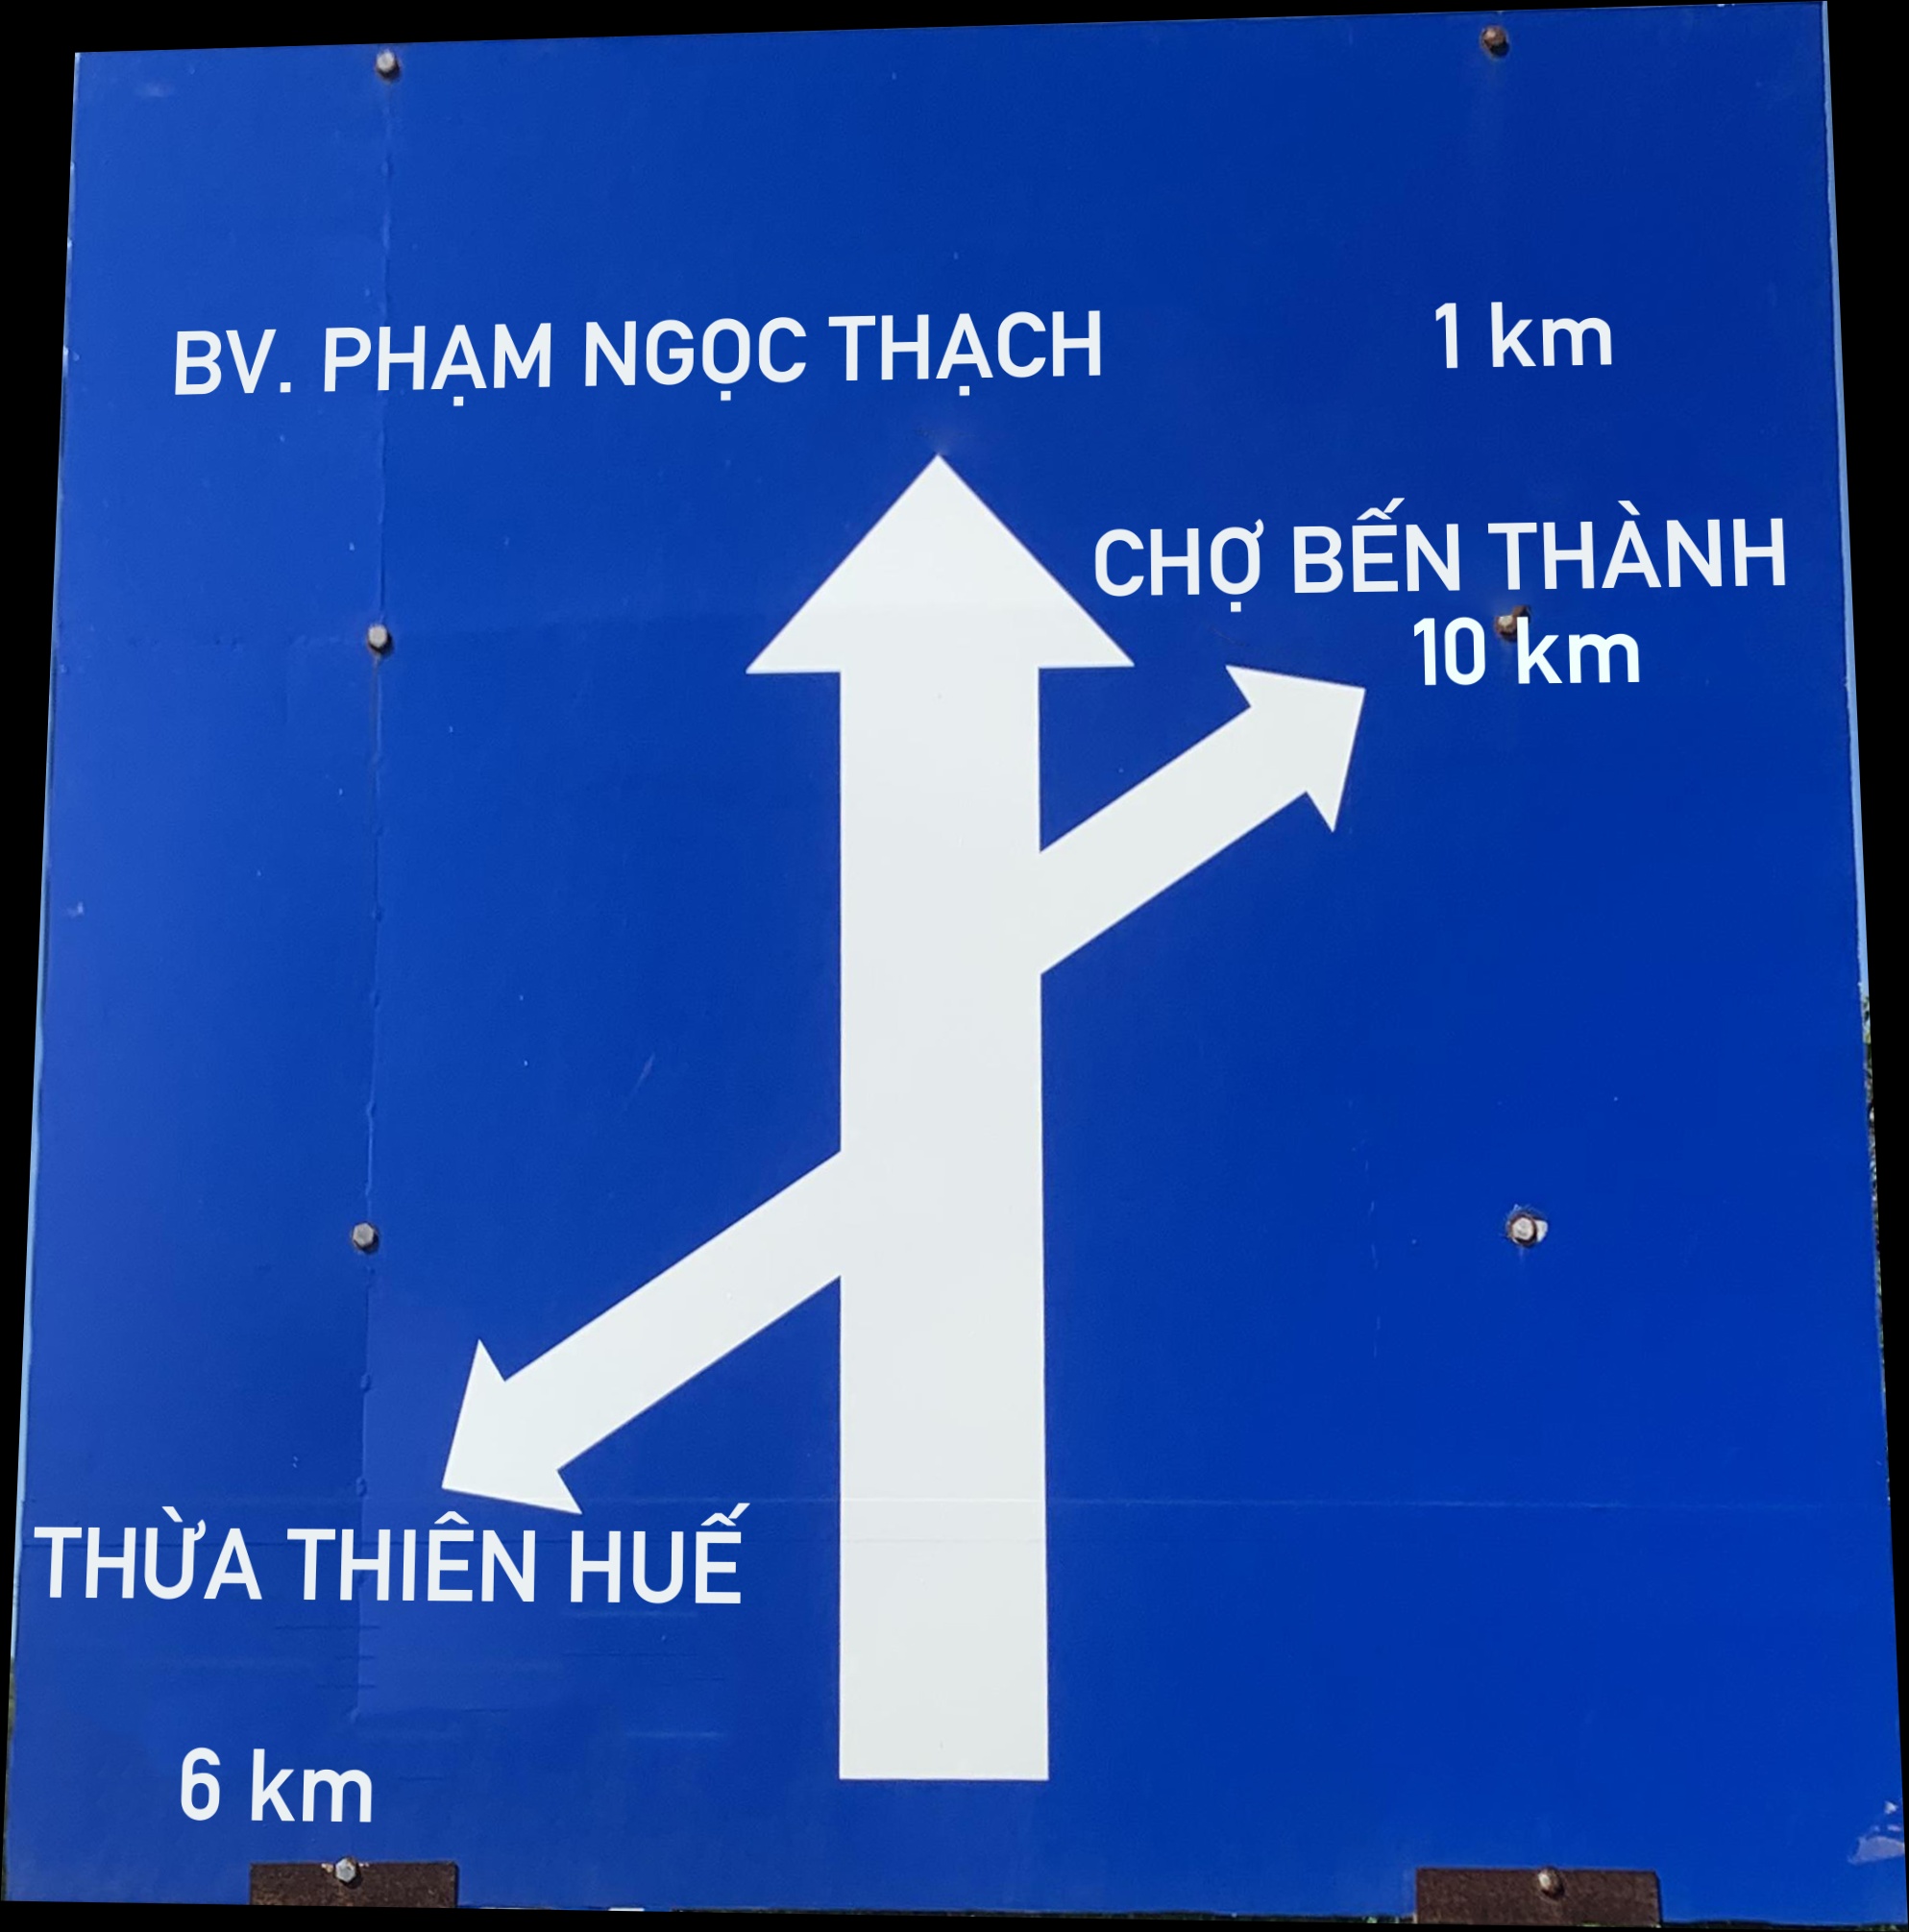 BV. PHẠM NGỌC THẠCH 1 km
CHỢ BẾN THÀNH
10 km
THỪA THIÊN HUẾ
6 km